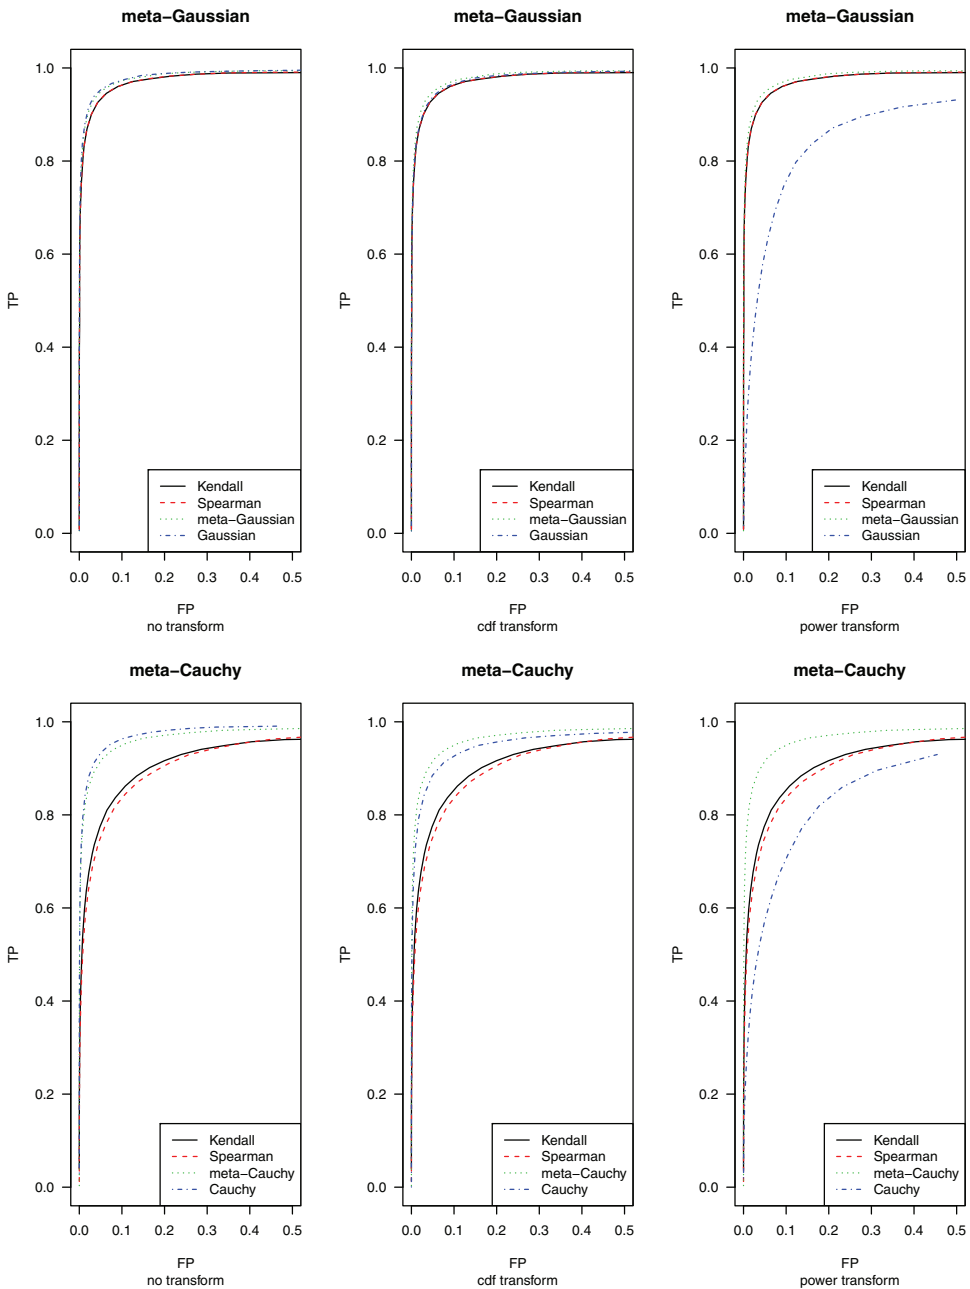 meta−Gaussian
TP
1.0
0.8
0.6
0.4
0.2
0.0
Kendall
Spearman
meta−Gaussian
Gaussian
0.0 0.1 0.2 0.3 0.4 0.5
FP
no transform
meta−Gaussian
TP
1.0
0.8
0.6
0.4
0.2
0.0
Kendall
Spearman
meta−Gaussian
Gaussian
0.0 0.1 0.2 0.3 0.4 0.5
FP
cdf transform
meta−Gaussian
TP
1.0
0.8
0.6
0.4
0.2
0.0
Kendall
Spearman
meta−Gaussian
Gaussian
0.0 0.1 0.2 0.3 0.4 0.5
FP
power transform
meta−Cauchy
TP
1.0
0.8
0.6
0.4
0.2
0.0
Kendall
Spearman
meta−Cauchy
Cauchy
0.0 0.1 0.2 0.3 0.4 0.5
FP
no transform
meta−Cauchy
TP
1.0
0.8
0.6
0.4
0.2
0.0
Kendall
Spearman
meta−Cauchy
Cauchy
0.0 0.1 0.2 0.3 0.4 0.5
FP
cdf transform
meta−Cauchy
TP
1.0
0.8
0.6
0.4
0.2
0.0
Kendall
Spearman
meta−Cauchy
Cauchy
0.0 0.1 0.2 0.3 0.4 0.5
FP
power transform